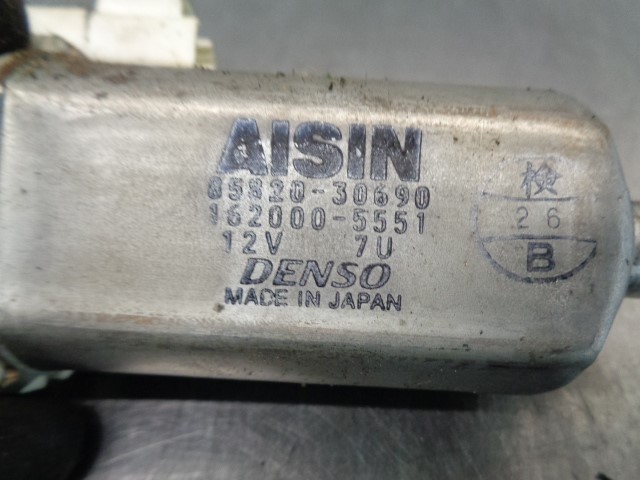 AISIN
85820-30690
162000-5551
12V 7U
DENSO
MADE IN JAPAN
検
26
B